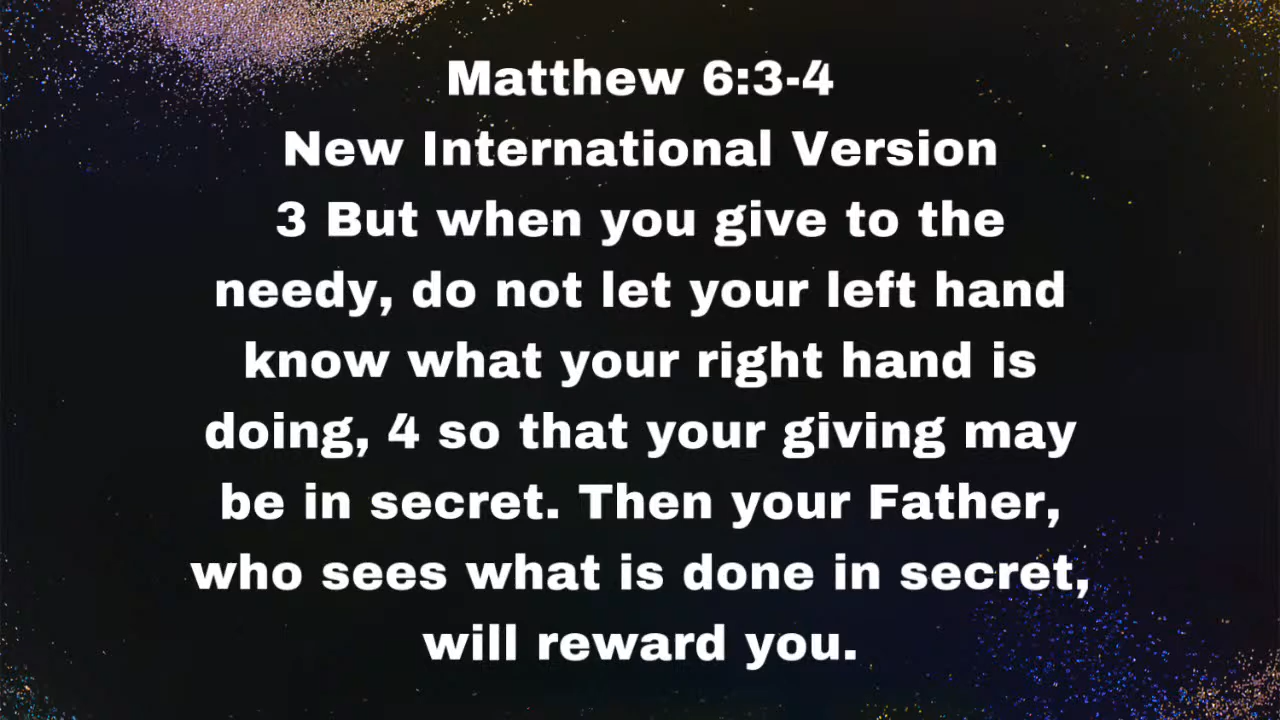 Matthew 6:3-4
New International Version
3 But when you give to the
needy, do not let your left hand
know what your right hand is
doing, 4 so that your giving may
be in secret. Then your Father,
who sees what is done in secret,
will reward you.